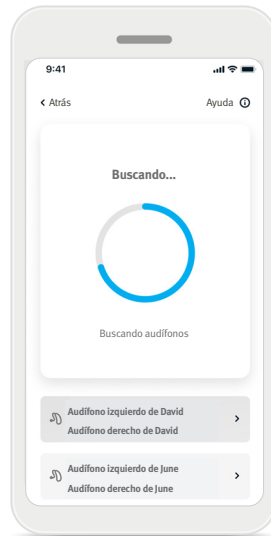 9:41
Atrás
Ayuda
Buscando...
Buscando audífonos
Audífono izquierdo de David
Audífono derecho de David
Audífono izquierdo de June
Audífono derecho de June